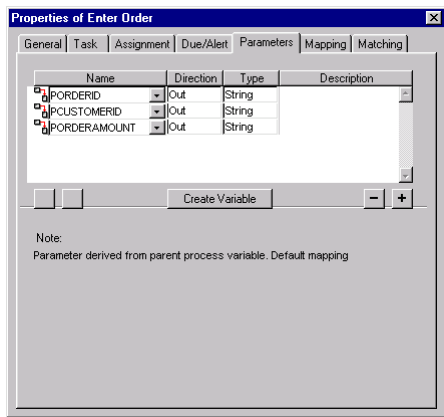 Properties of Enter Order
General Task Assignment Due/Alert Parameters Mapping Matching
Name Direction Type Description
PORDERID Out String
PCUSTOMERID Out String
PORDERAMOUNT Out String
Create Variable
Note:
Parameter derived from parent process variable. Default mapping